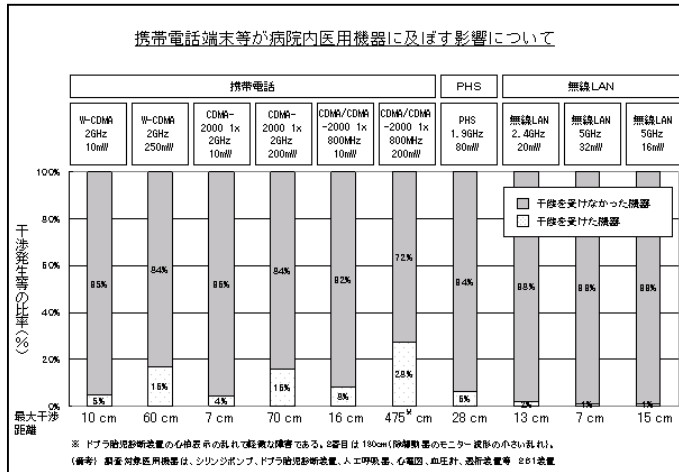 携帯電話端末等が病院内医用機器に及ぼす影響について
携帯電話
PHS
無線LAN
W-CDMA
2GHz
10mW
W-CDMA
2GHz
250mW
CDMA-
2000 1x
2GHz
10mW
CDMA-
2000 1x
2GHz
200mW
CDMA/CDMA
-2000 1x
800MHz
10mW
CDMA/CDMA
-2000 1x
800MHz
200mW
PHS
1.9GHz
80mW
無線LAN
2.4GHz
20mW
無線LAN
5GHz
32mW
無線LAN
5GHz
16mW
干渉発生等の比率(%)
100%
80%
60%
40%
20%
0%
干渉を受けなかった機器
干渉を受けた機器
84%
84%
72%
5%
4%
8%
28%
2%
1%
1%
最大干渉
距離
10 cm
60 cm
7 cm
70 cm
16 cm
475※ cm
28 cm
13 cm
7 cm
15 cm
※ ドプラ胎児診断装置の心拍表示の乱れで軽微な障害である。2番目は180cm(除細動器のモニター波形の小さい乱れ)。
(備考) 調査対象医用機器は、シリンジポンプ、ドプラ胎児診断装置、人工呼吸器、心電図、血圧計、透析装置等 261装置